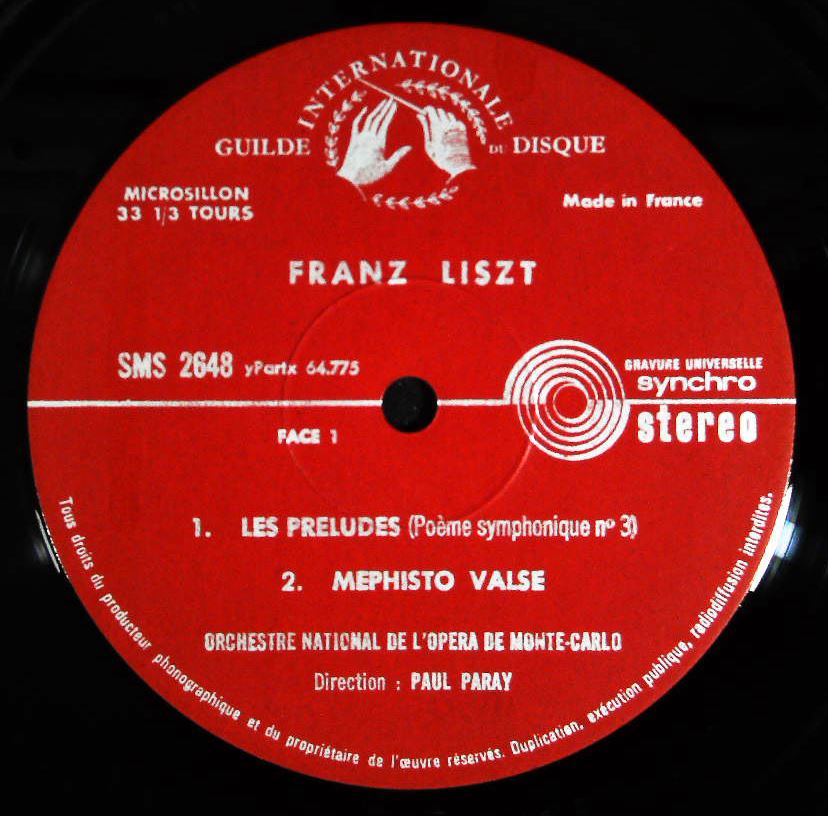 GUILDE INTERNATIONALE DU DISQUE
MICROSILLON
33 1/3 TOURS
Made in France
FRANZ LISZT
SMS 2648 yPartx 64.775
GRAVURE UNIVERSELLE
synchro
stereo
FACE 1
1. LES PRELUDES (Poème symphonique nº 3)
2. MEPHISTO VALSE
ORCHESTRE NATIONAL DE L'OPERA DE MONTE-CARLO
Direction : PAUL PARAY
Tous droits du producteur phonographique et du propriétaire de l'œuvre réservés. Duplication, exécution publique, radiodiffusion interdites.